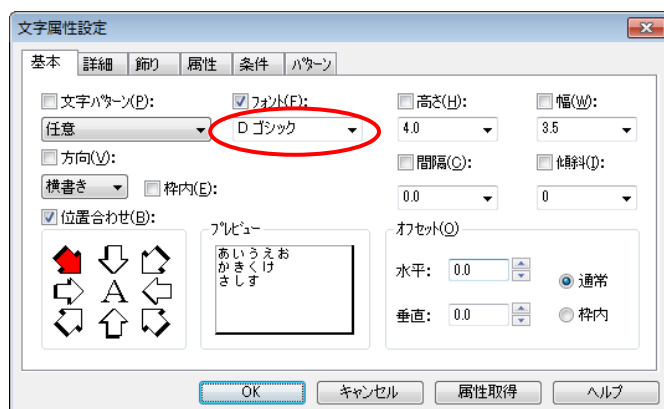 文字属性設定
基本 詳細 飾り 属性 条件 パターン
文字パターン(P): フォント(F): 高さ(H): 幅(W):
任意 D ゴシック 4.0 3.5
方向(V): 間隔(C): 傾斜(I):
横書き 枠内(E): 0.0 0
位置合わせ(B): プレビュー オフセット(O)
A
あいうえお
かきくけ
さしす
水平: 0.0 通常
垂直: 0.0 枠内
OK キャンセル 属性取得 ヘルプ